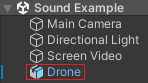 Sound Example
Main Camera
Directional Light
Screen Video
Drone